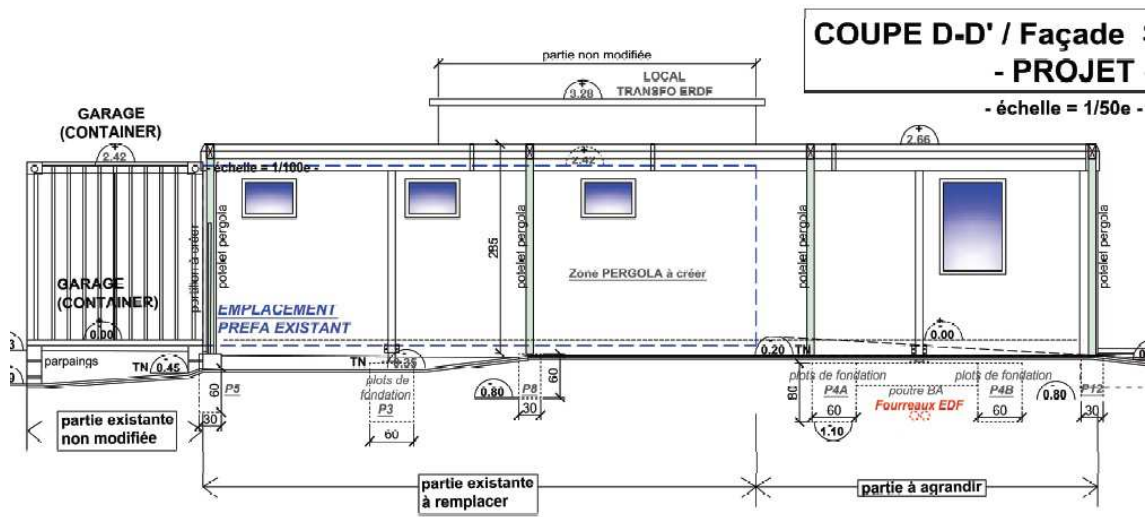 COUPE D-D' / Façade
- PROJET
- échelle = 1/50e -
partie non modifiée
LOCAL
TRANSFO ERDF
3.28
GARAGE
(CONTAINER)
2.42
- échelle = 1/100e -
2.42
2.66
portillon à créer
potelet pergola
potelet pergola
potelet pergola
potelet pergola
285
Zone PERGOLA à créer
GARAGE
(CONTAINER)
0.00
EMPLACEMENT
PREFA EXISTANT
0.00
parpaings
TN
0.45
TN
0.35
0.20
TN
P5
60
30
plots de
fondation
P3
60
0.80
P8
60
30
80
plots de fondation
P4A
60
1.10
poutre BA
Fourreaux EDF
plots de fondation
P4B
60
0.80
P12
30
partie existante
non modifiée
partie existante
à remplacer
partie à agrandir